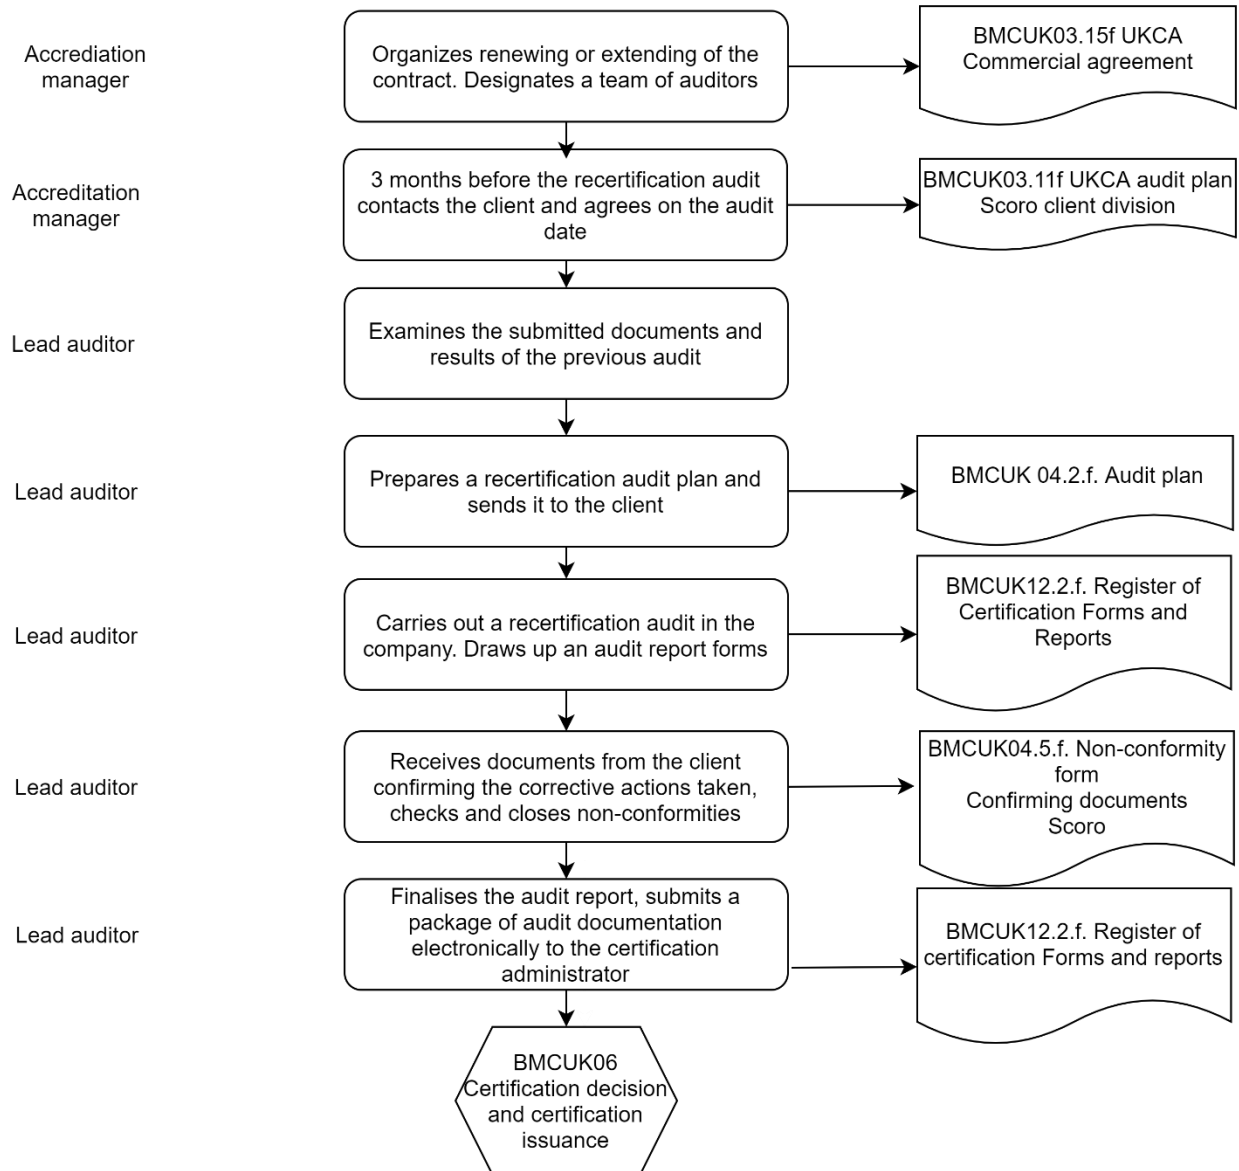 Accrediation
manager
Organizes renewing or extending of the
contract. Designates a team of auditors
BMCUK03.15f UKCA
Commercial agreement
Accreditation
manager
3 months before the recertification audit
contacts the client and agrees on the audit
date
BMCUK03.11f UKCA audit plan
Scoro client division
Lead auditor
Examines the submitted documents and
results of the previous audit
Lead auditor
Prepares a recertification audit plan and
sends it to the client
BMCUK 04.2.f. Audit plan
Lead auditor
Carries out a recertification audit in the
company. Draws up an audit report forms
BMCUK12.2.f. Register of
Certification Forms and
Reports
Lead auditor
Receives documents from the client
confirming the corrective actions taken,
checks and closes non-conformities
BMCUK04.5.f. Non-conformity
form
Confirming documents
Scoro
Lead auditor
Finalises the audit report, submits a
package of audit documentation
electronically to the certification
administrator
BMCUK12.2.f. Register of
certification Forms and reports
BMCUK06
Certification decision
and certification
issuance